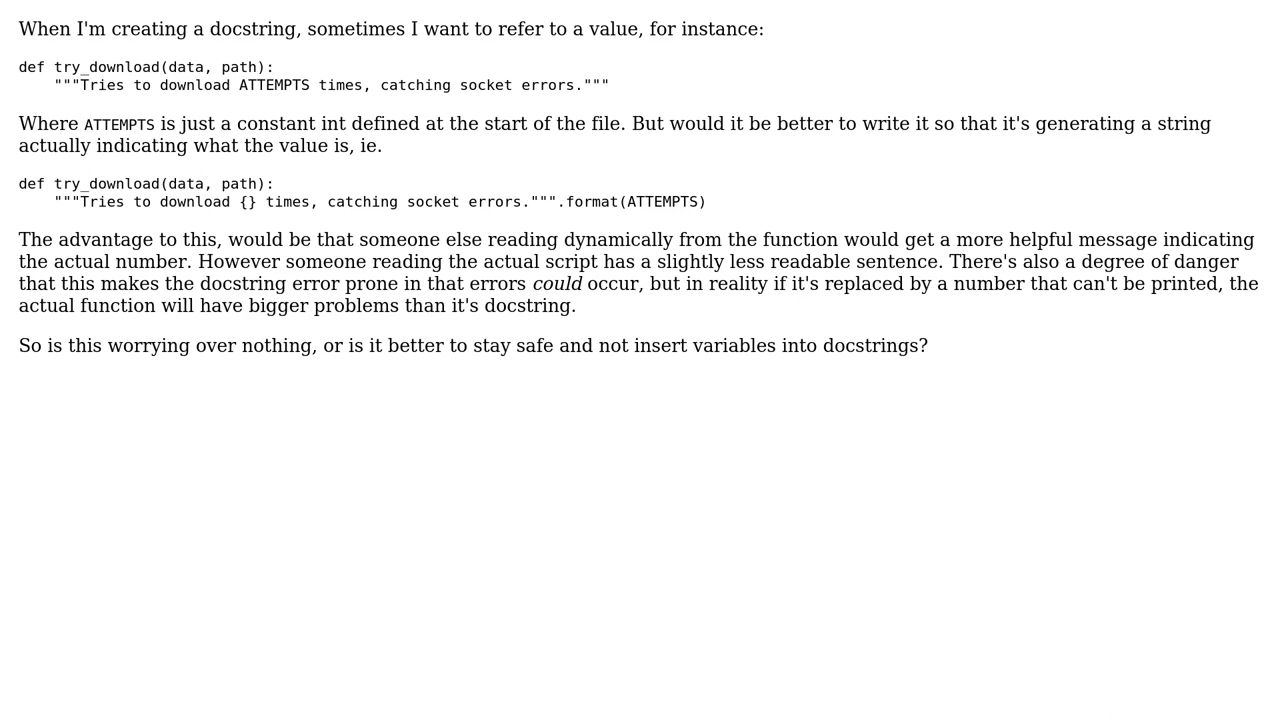 When I'm creating a docstring, sometimes I want to refer to a value, for instance:
def try_download(data, path):
    """Tries to download ATTEMPTS times, catching socket errors."""
Where ATTEMPTS is just a constant int defined at the start of the file. But would it be better to write it so that it's generating a string
actually indicating what the value is, ie.
def try_download(data, path):
    """Tries to download {} times, catching socket errors.""".format(ATTEMPTS)
The advantage to this, would be that someone else reading dynamically from the function would get a more helpful message indicating
the actual number. However someone reading the actual script has a slightly less readable sentence. There's also a degree of danger
that this makes the docstring error prone in that errors could occur, but in reality if it's replaced by a number that can't be printed, the
actual function will have bigger problems than it's docstring.
So is this worrying over nothing, or is it better to stay safe and not insert variables into docstrings?